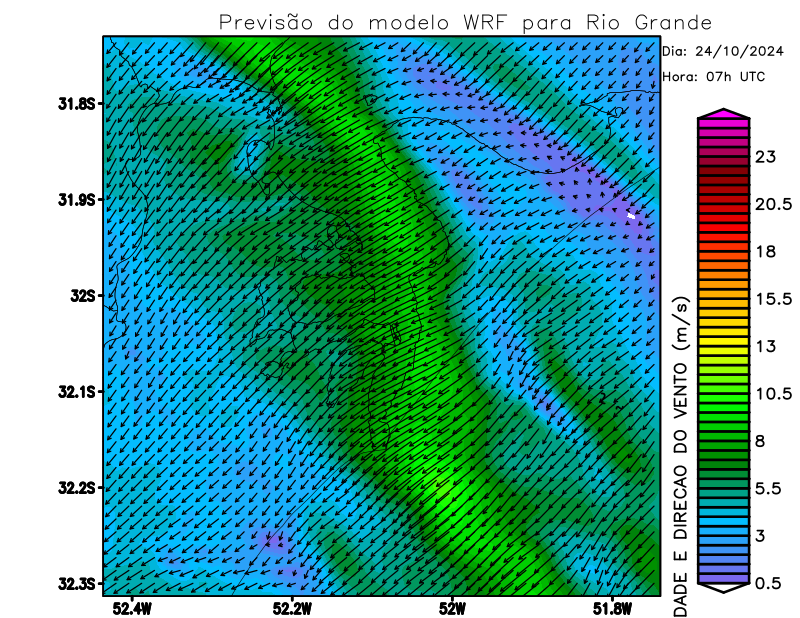 Previsão do modelo WRF para Rio Grande
Dia: 24/10/2024
Hora: 07h UTC
31.8S
31.9S
32S
32.1S
32.2S
32.3S
52.4W
52.2W
52W
51.8W
DADE E DIRECAO DO VENTO (m/s)
23
20.5
18
15.5
13
10.5
8
5.5
3
0.5